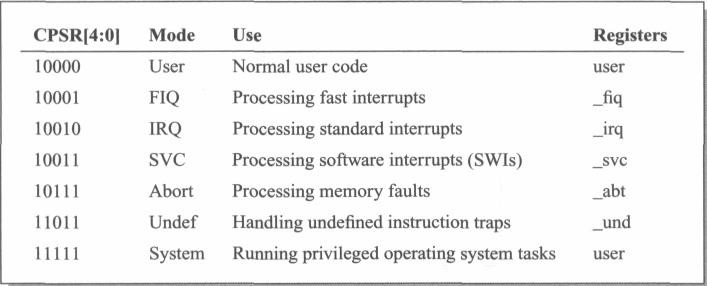 CPSR[4:0] Mode Use Registers
10000 User Normal user code user
10001 FIQ Processing fast interrupts _fiq
10010 IRQ Processing standard interrupts _irq
10011 SVC Processing software interrupts (SWIs) _svc
10111 Abort Processing memory faults _abt
11011 Undef Handling undefined instruction traps _und
11111 System Running privileged operating system tasks user